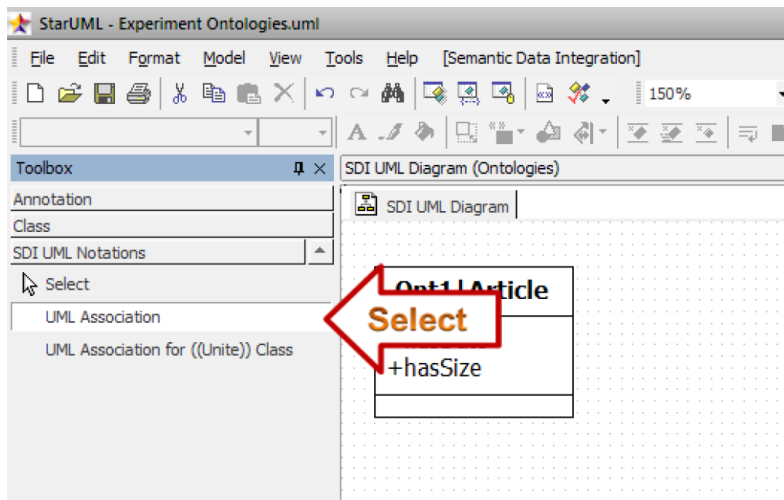 StarUML - Experiment Ontologies.uml
File Edit Format Model View Tools Help [Semantic Data Integration]
150%
Toolbox
SDI UML Diagram (Ontologies)
Annotation
SDI UML Diagram
Class
SDI UML Notations
Select
Opt1|Article
UML Association
Select
UML Association for ((Unite)) Class
+hasSize